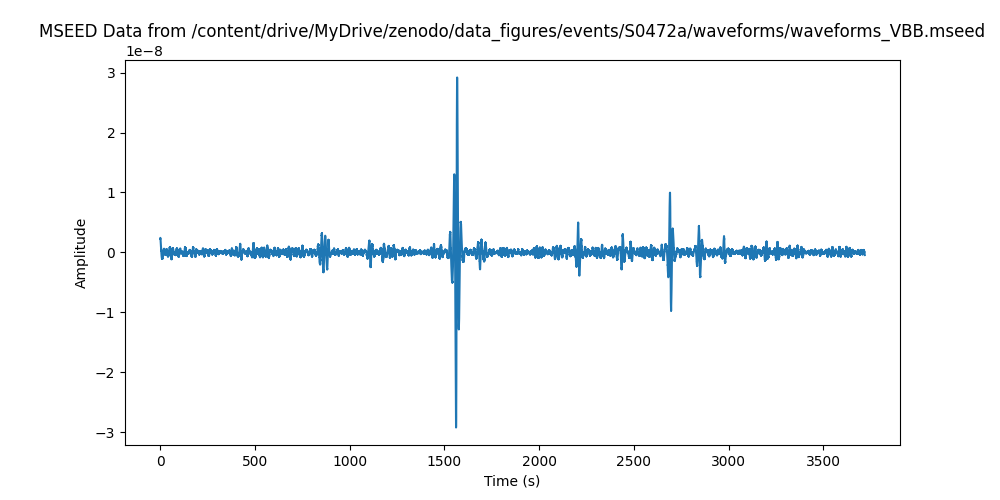 MSEED Data from /content/drive/MyDrive/zenodo/data_figures/events/S0472a/waveforms/waveforms_VBB.mseed
1e−8
3
2
1
0
−1
−2
−3
Amplitude
0 500 1000 1500 2000 2500 3000 3500
Time (s)